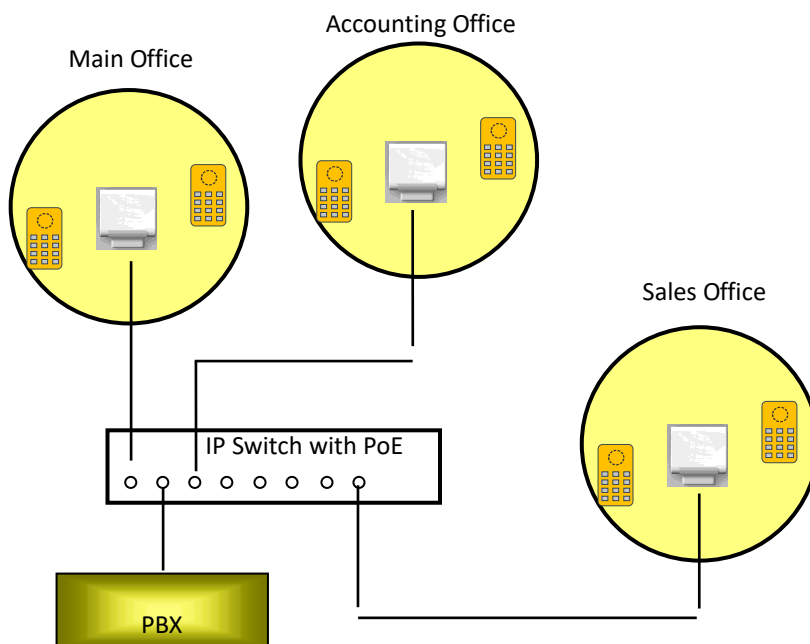 Accounting Office
Main Office
Sales Office
IP Switch with PoE
PBX